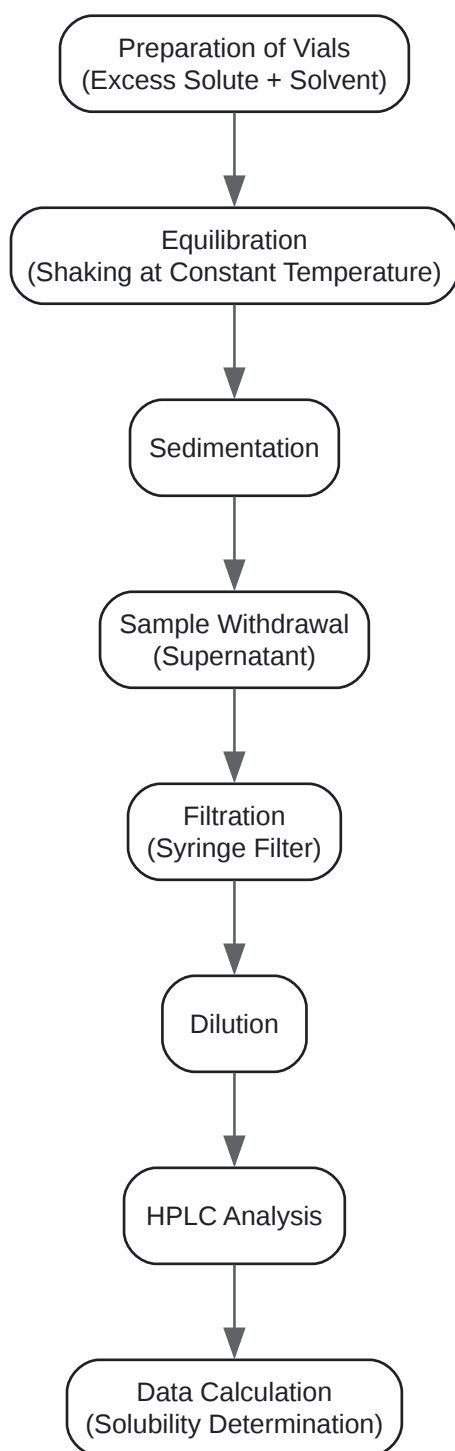 Preparation of Vials
(Excess Solute + Solvent)
Equilibration
(Shaking at Constant Temperature)
Sedimentation
Sample Withdrawal
(Supernatant)
Filtration
(Syringe Filter)
Dilution
HPLC Analysis
Data Calculation
(Solubility Determination)